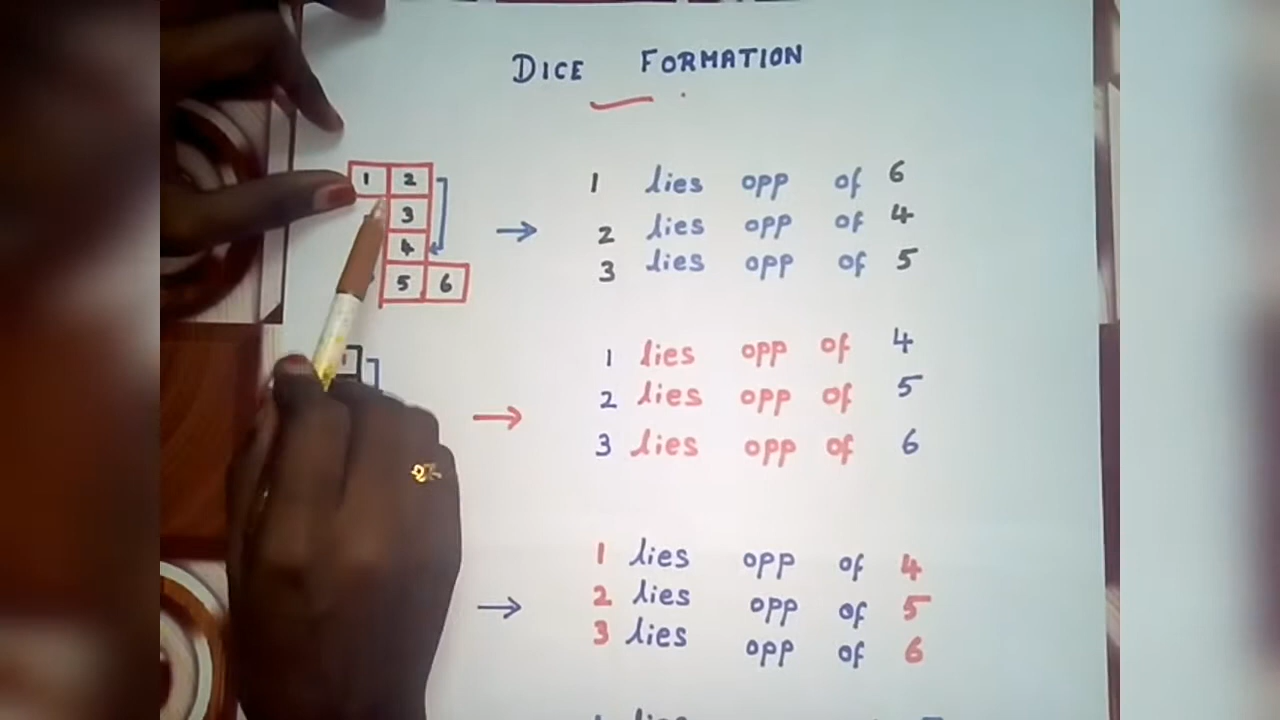 DICE FORMATION
1 2
3
4
5 6
1 lies opp of 6
2 lies opp of 4
3 lies opp of 5
1
1 lies opp of 4
2 lies opp of 5
3 lies opp of 6
1 lies opp of 4
2 lies opp of 5
3 lies opp of 6
lies